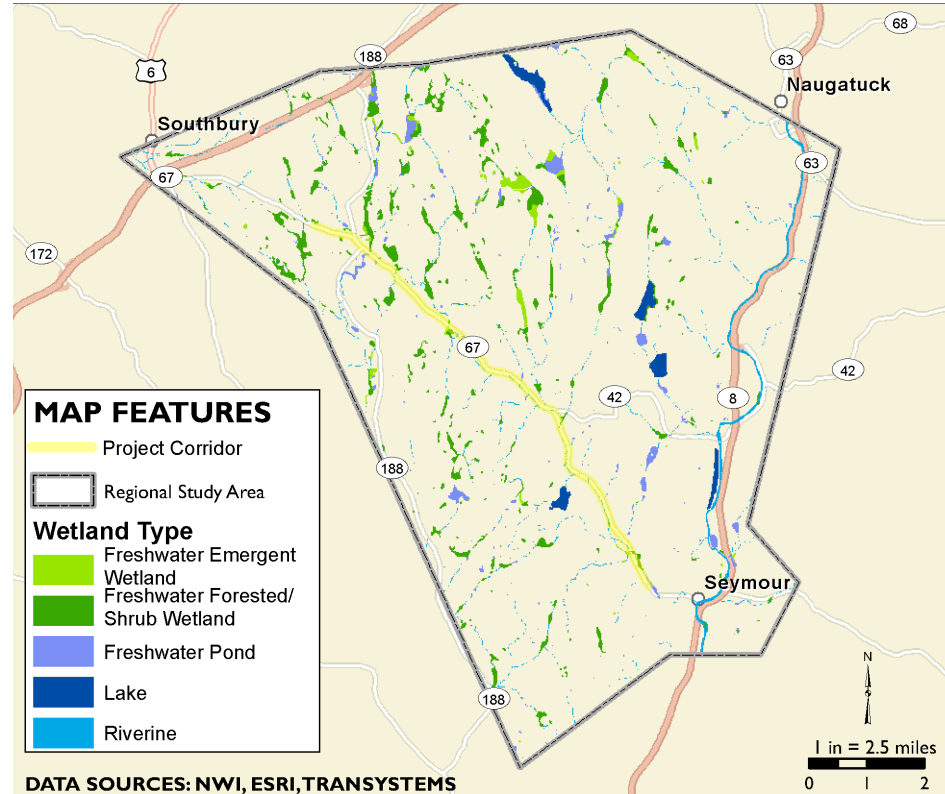 68
188
63
6
Naugatuck
Southbury
63
67
172
67
42
42
8
MAP FEATURES
Project Corridor
188
Regional Study Area
Wetland Type
Freshwater Emergent
Wetland
Freshwater Forested/
Shrub Wetland
Seymour
Freshwater Pond
N
Lake
188
Riverine
1 in = 2.5 miles
0 1 2
DATA SOURCES: NWI, ESRI, TRANSYSTEMS